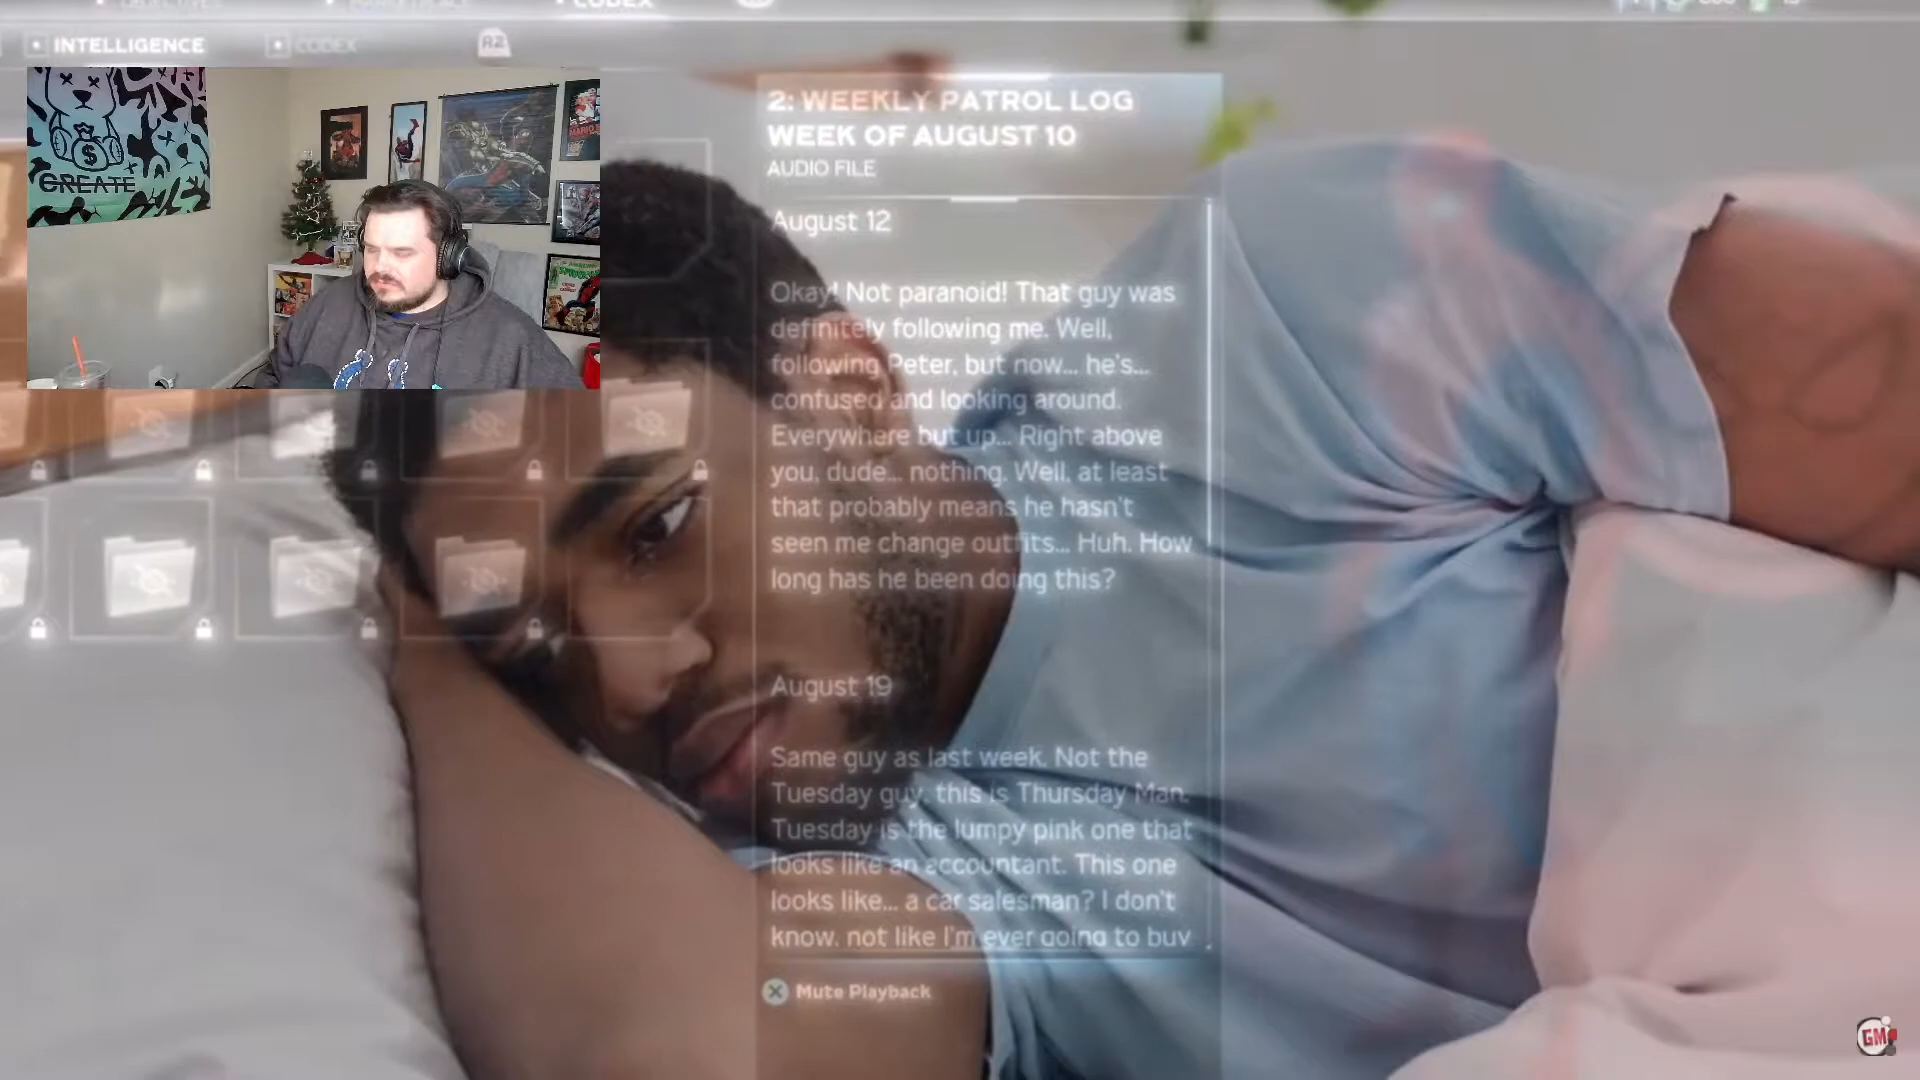 OBJECTIVES
MARKETPLACE
CODEX
INTELLIGENCE
CODEX
R2
CREATE
2: WEEKLY PATROL LOG
WEEK OF AUGUST 10
AUDIO FILE
August 12
Okay! Not paranoid! That guy was
definitely following me. Well,
following Peter, but now... he's...
confused and looking around.
Everywhere but up... Right above
you, dude... nothing. Well, at least
that probably means he hasn't
seen me change outfits... Huh. How
long has he been doing this?
August 19
Same guy as last week. Not the
Tuesday guy, this is Thursday Man.
Tuesday is the lumpy pink one that
looks like an accountant. This one
looks like... a car salesman? I don't
know, not like I'm ever going to buy
Mute Playback
GM